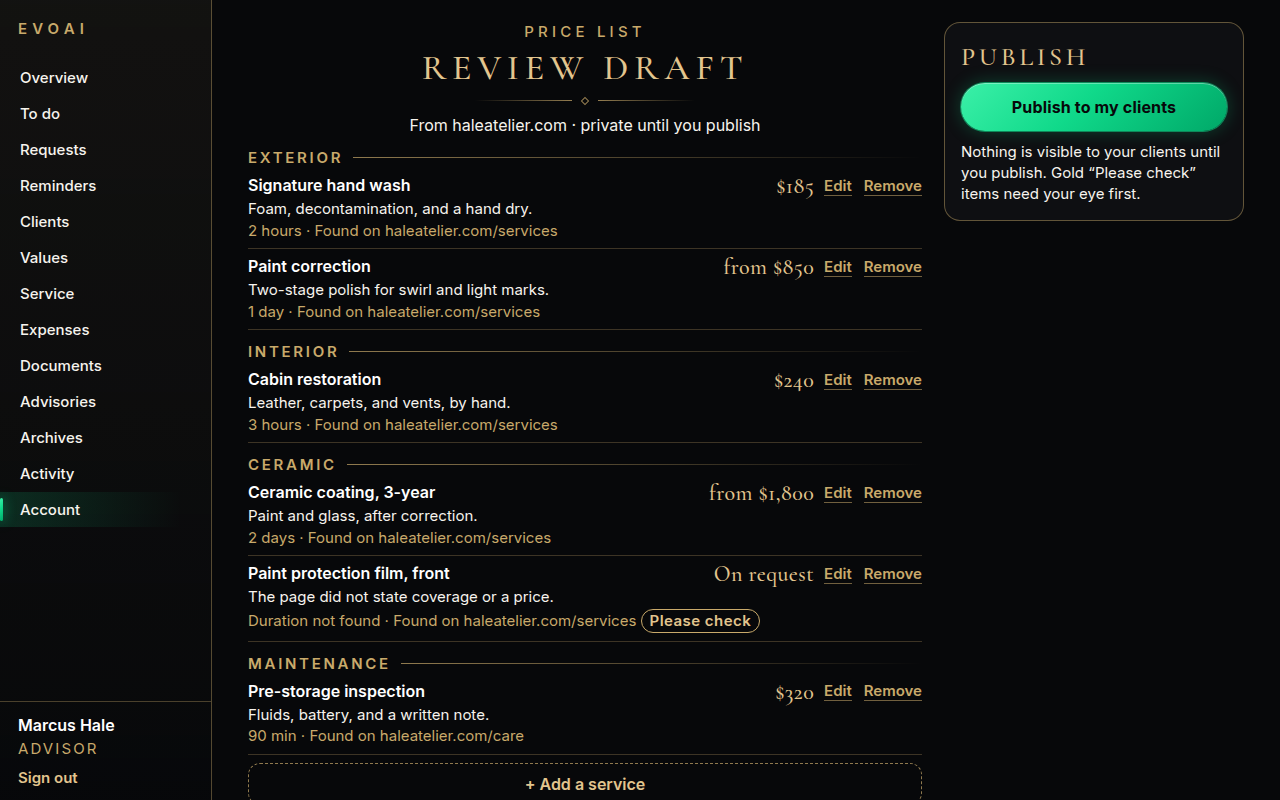 EVOAI
Overview
To do
Requests
Reminders
Clients
Values
Service
Expenses
Documents
Advisories
Archives
Activity
Account
Marcus Hale
ADVISOR
Sign out
PRICE LIST
REVIEW DRAFT
From haleatelier.com · private until you publish
EXTERIOR
Signature hand wash $185 Edit Remove
Foam, decontamination, and a hand dry.
2 hours · Found on haleatelier.com/services
Paint correction from $850 Edit Remove
Two-stage polish for swirl and light marks.
1 day · Found on haleatelier.com/services
INTERIOR
Cabin restoration $240 Edit Remove
Leather, carpets, and vents, by hand.
3 hours · Found on haleatelier.com/services
CERAMIC
Ceramic coating, 3-year from $1,800 Edit Remove
Paint and glass, after correction.
2 days · Found on haleatelier.com/services
Paint protection film, front On request Edit Remove
The page did not state coverage or a price.
Duration not found · Found on haleatelier.com/services Please check
MAINTENANCE
Pre-storage inspection $320 Edit Remove
Fluids, battery, and a written note.
90 min · Found on haleatelier.com/care
+ Add a service
PUBLISH
Publish to my clients
Nothing is visible to your clients until
you publish. Gold “Please check”
items need your eye first.